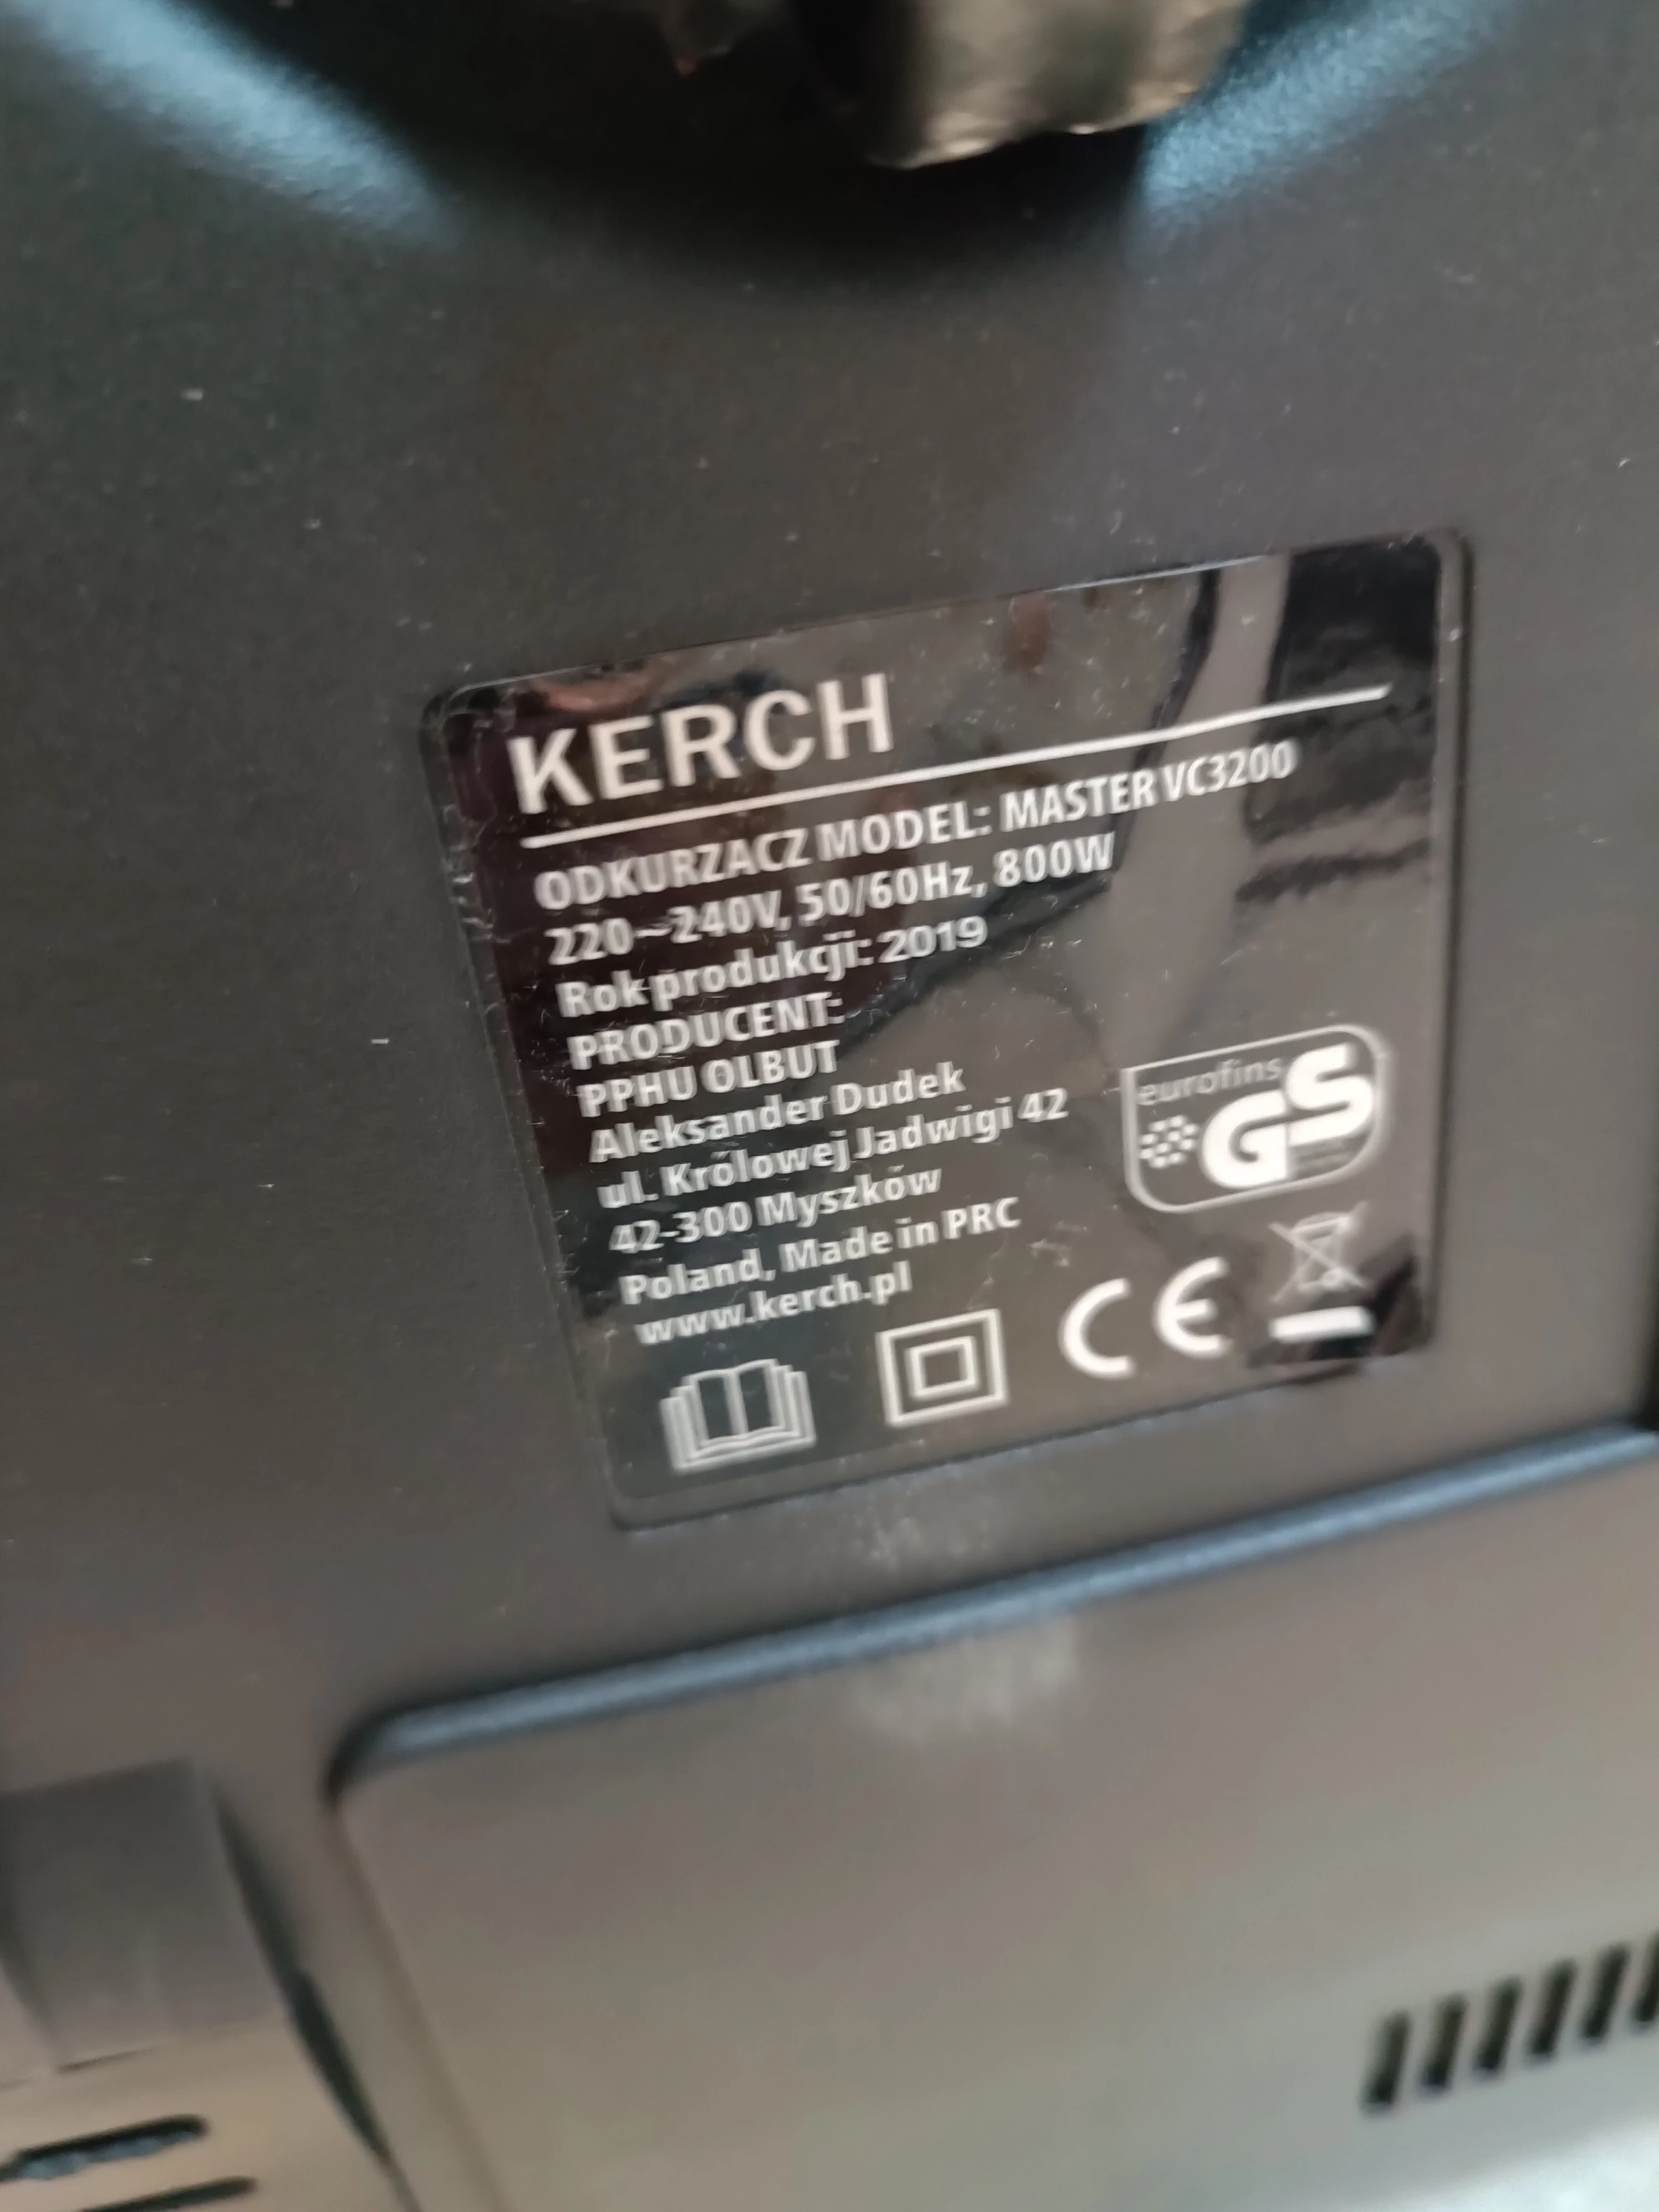 KERCH
ODKURZACZ MODEL: MASTER VC3200
220~240V, 50/60Hz, 800W
Rok produkcji: 2019
PRODUCENT:
PPHU OLBUT
Aleksander Dudek
ul. Królowej Jadwigi 42
42-300 Myszków
Poland, Made in PRC
www.kerch.pl
eurofins
GS
CE